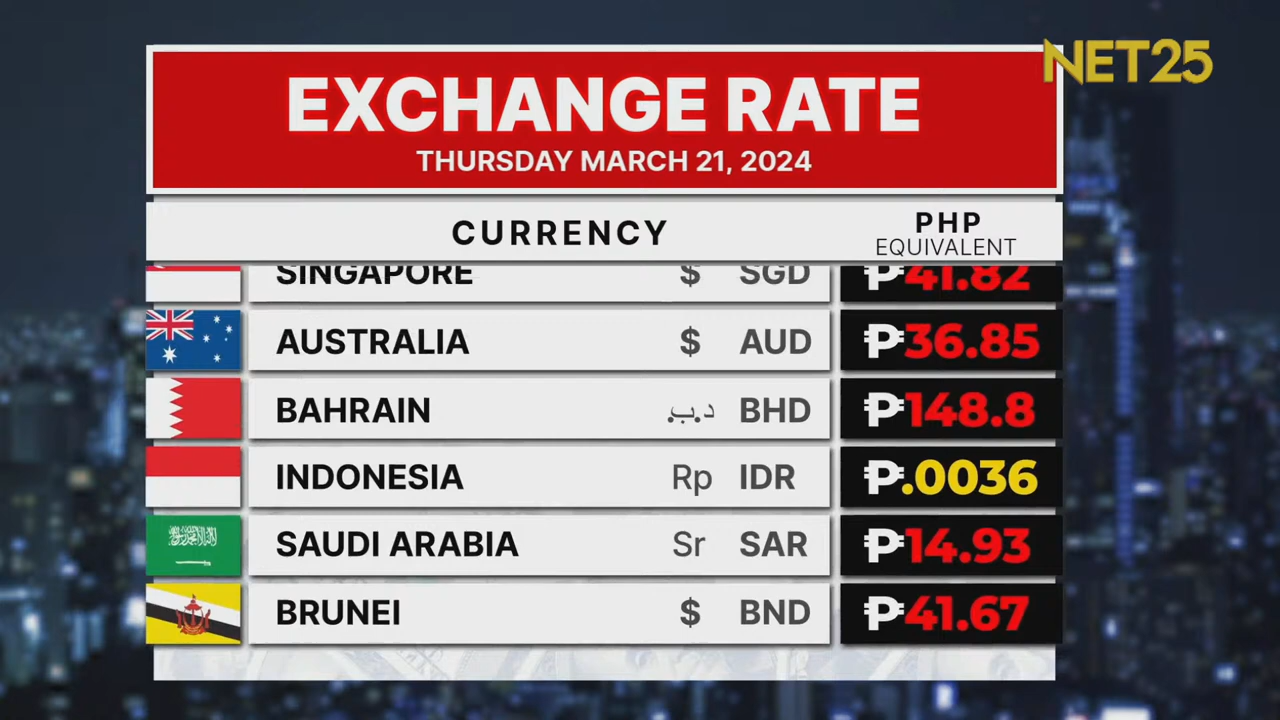 NET25
EXCHANGE RATE
THURSDAY MARCH 21, 2024
CURRENCY
PHP
EQUIVALENT
SINGAPORE $ SGD ₱41.82
AUSTRALIA $ AUD ₱36.85
BAHRAIN .د.ب BHD ₱148.8
INDONESIA Rp IDR ₱.0036
SAUDI ARABIA Sr SAR ₱14.93
BRUNEI $ BND ₱41.67